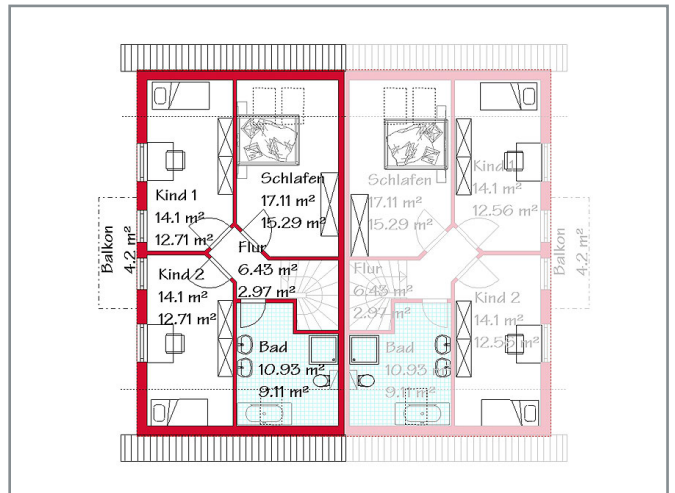 Kind 1
14.1 m²
12.71 m²
Schlafen
17.11 m²
15.29 m²
Balkon
4.2 m²
Kind 2
14.1 m²
12.71 m²
Flur
6.43 m²
2.97 m²
Bad
10.93 m²
9.11 m²
Schlafen
17.11 m²
15.29 m²
Kind 1
14.1 m²
12.56 m²
Flur
6.43 m²
2.97 m²
Kind 2
14.1 m²
12.56 m²
Bad
10.93 m²
9.11 m²
Balkon
4.2 m²